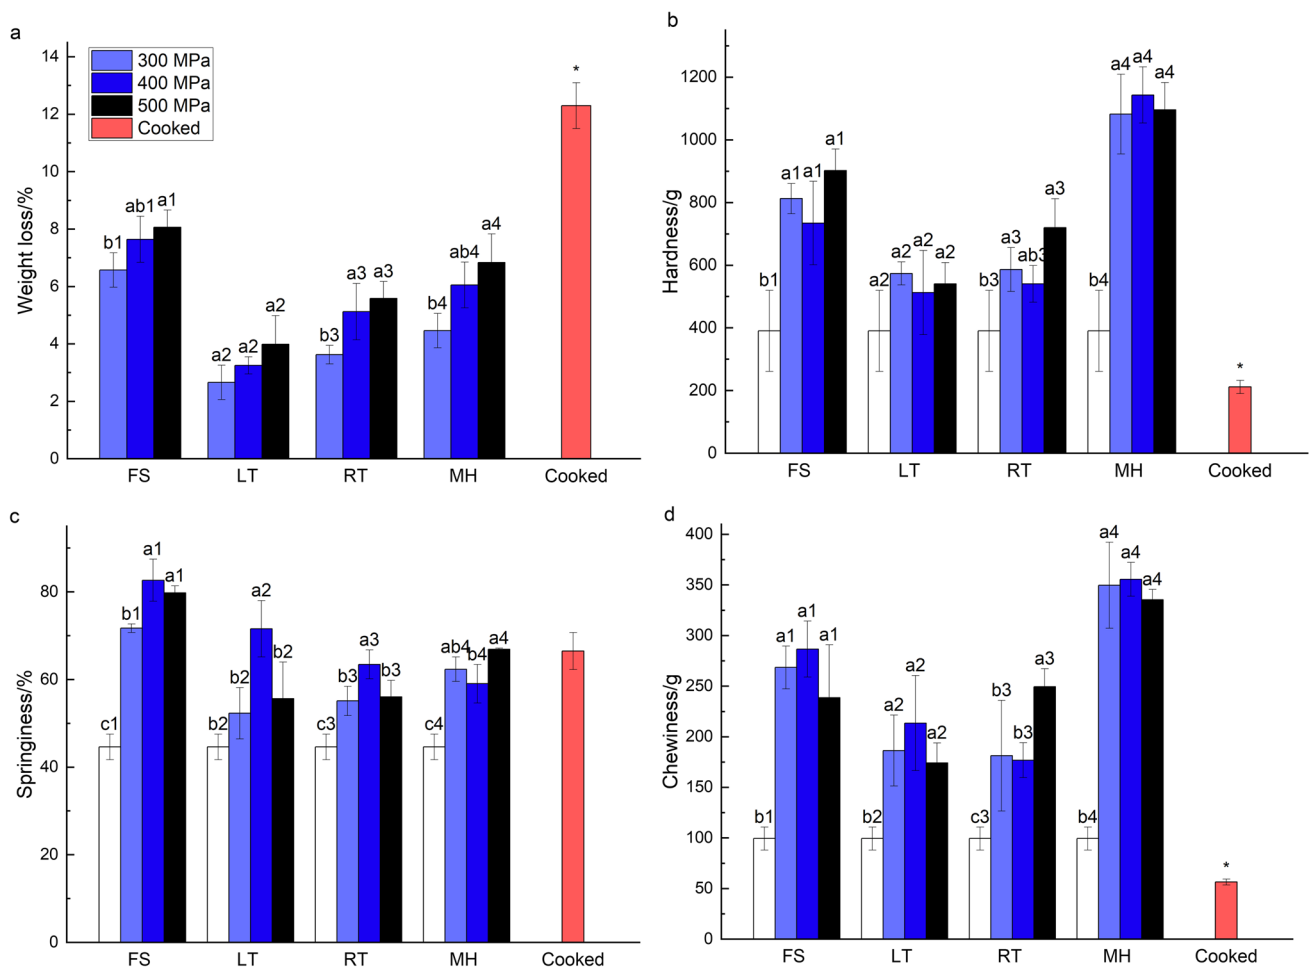 a
14
12
10
8
6
4
2
0
Weight loss/%
300 MPa
400 MPa
500 MPa
Cooked
b1
ab1
a1
a2
a2
a2
b3
a3
a3
b4
ab4
a4
*
FS
LT
RT
MH
Cooked
b
1200
1000
800
600
400
200
0
Hardness/g
b1
a1
a1
a1
a2
a2
a2
a2
b3
a3
ab3
a3
b4
a4
a4
a4
*
FS
LT
RT
MH
Cooked
c
80
60
40
20
0
Springiness/%
c1
b1
a1
a1
b2
b2
a2
b2
c3
b3
a3
b3
c4
ab4
b4
a4
FS
LT
RT
MH
Cooked
d
400
350
300
250
200
150
100
50
0
Chewiness/g
b1
a1
a1
a1
b2
a2
a2
a2
c3
b3
b3
a3
b4
a4
a4
a4
*
FS
LT
RT
MH
Cooked